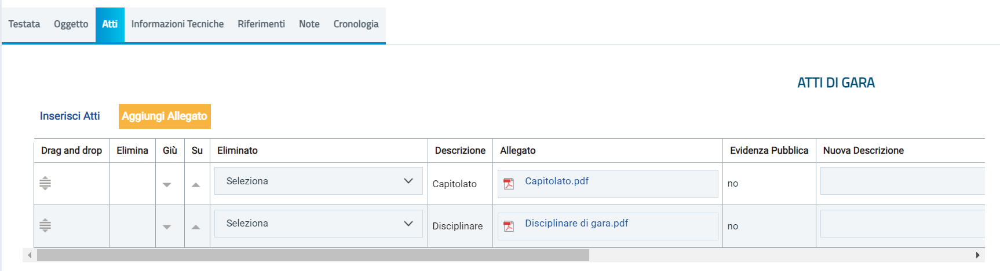 Testata Oggetto Atti Informazioni Tecniche Riferimenti Note Cronologia
ATTI DI GARA
Inserisci Atti Aggiungi Allegato
Drag and drop Elimina Giù Su Eliminato Descrizione Allegato Evidenza Pubblica Nuova Descrizione
Seleziona Capitolato Capitolato.pdf no
Seleziona Disciplinare Disciplinare di gara.pdf no